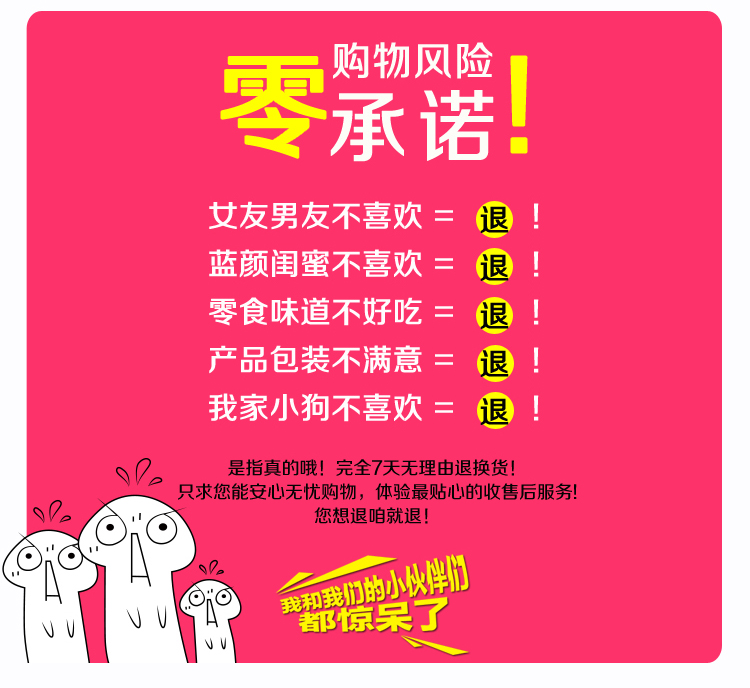 零购物风险
承诺!
女友男友不喜欢 = 退 !
蓝颜闺蜜不喜欢 = 退 !
零食味道不好吃 = 退 !
产品包装不满意 = 退 !
我家小狗不喜欢 = 退 !
是指真的哦！完全7天无理由退换货！
只求您能安心无忧购物，体验最贴心的收售后服务!
您想退咱就退！
我和我们的小伙伴们
都惊呆了